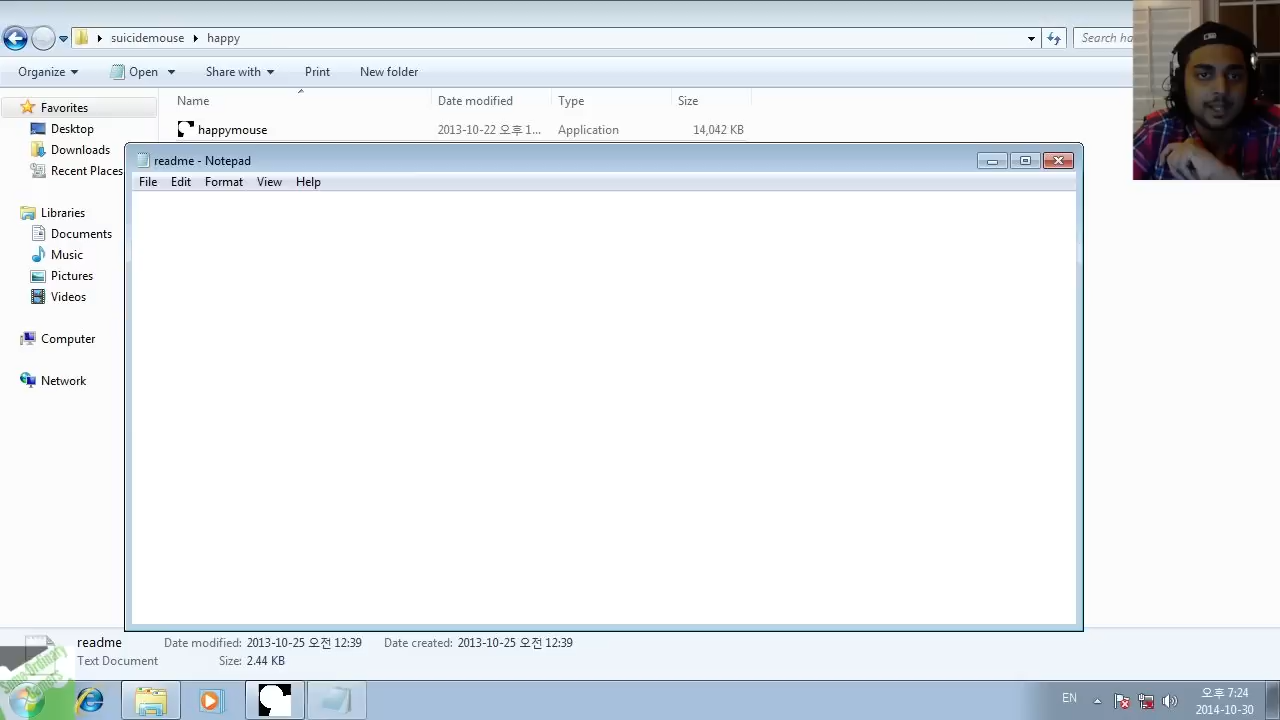 suicidemouse happy
Search ha
Organize Open Share with Print New folder
Name Date modified Type Size
Favorites
happymouse 2013-10-22 오후 1... Application 14,042 KB
Desktop
Downloads
Recent Places
readme - Notepad
File Edit Format View Help
Libraries
Documents
Music
Pictures
Videos
Computer
Network
readme Date modified: 2013-10-25 오전 12:39 Date created: 2013-10-25 오전 12:39
Text Document Size: 2.44 KB
Some Ordinary
Gamers
EN
오후 7:24
2014-10-30